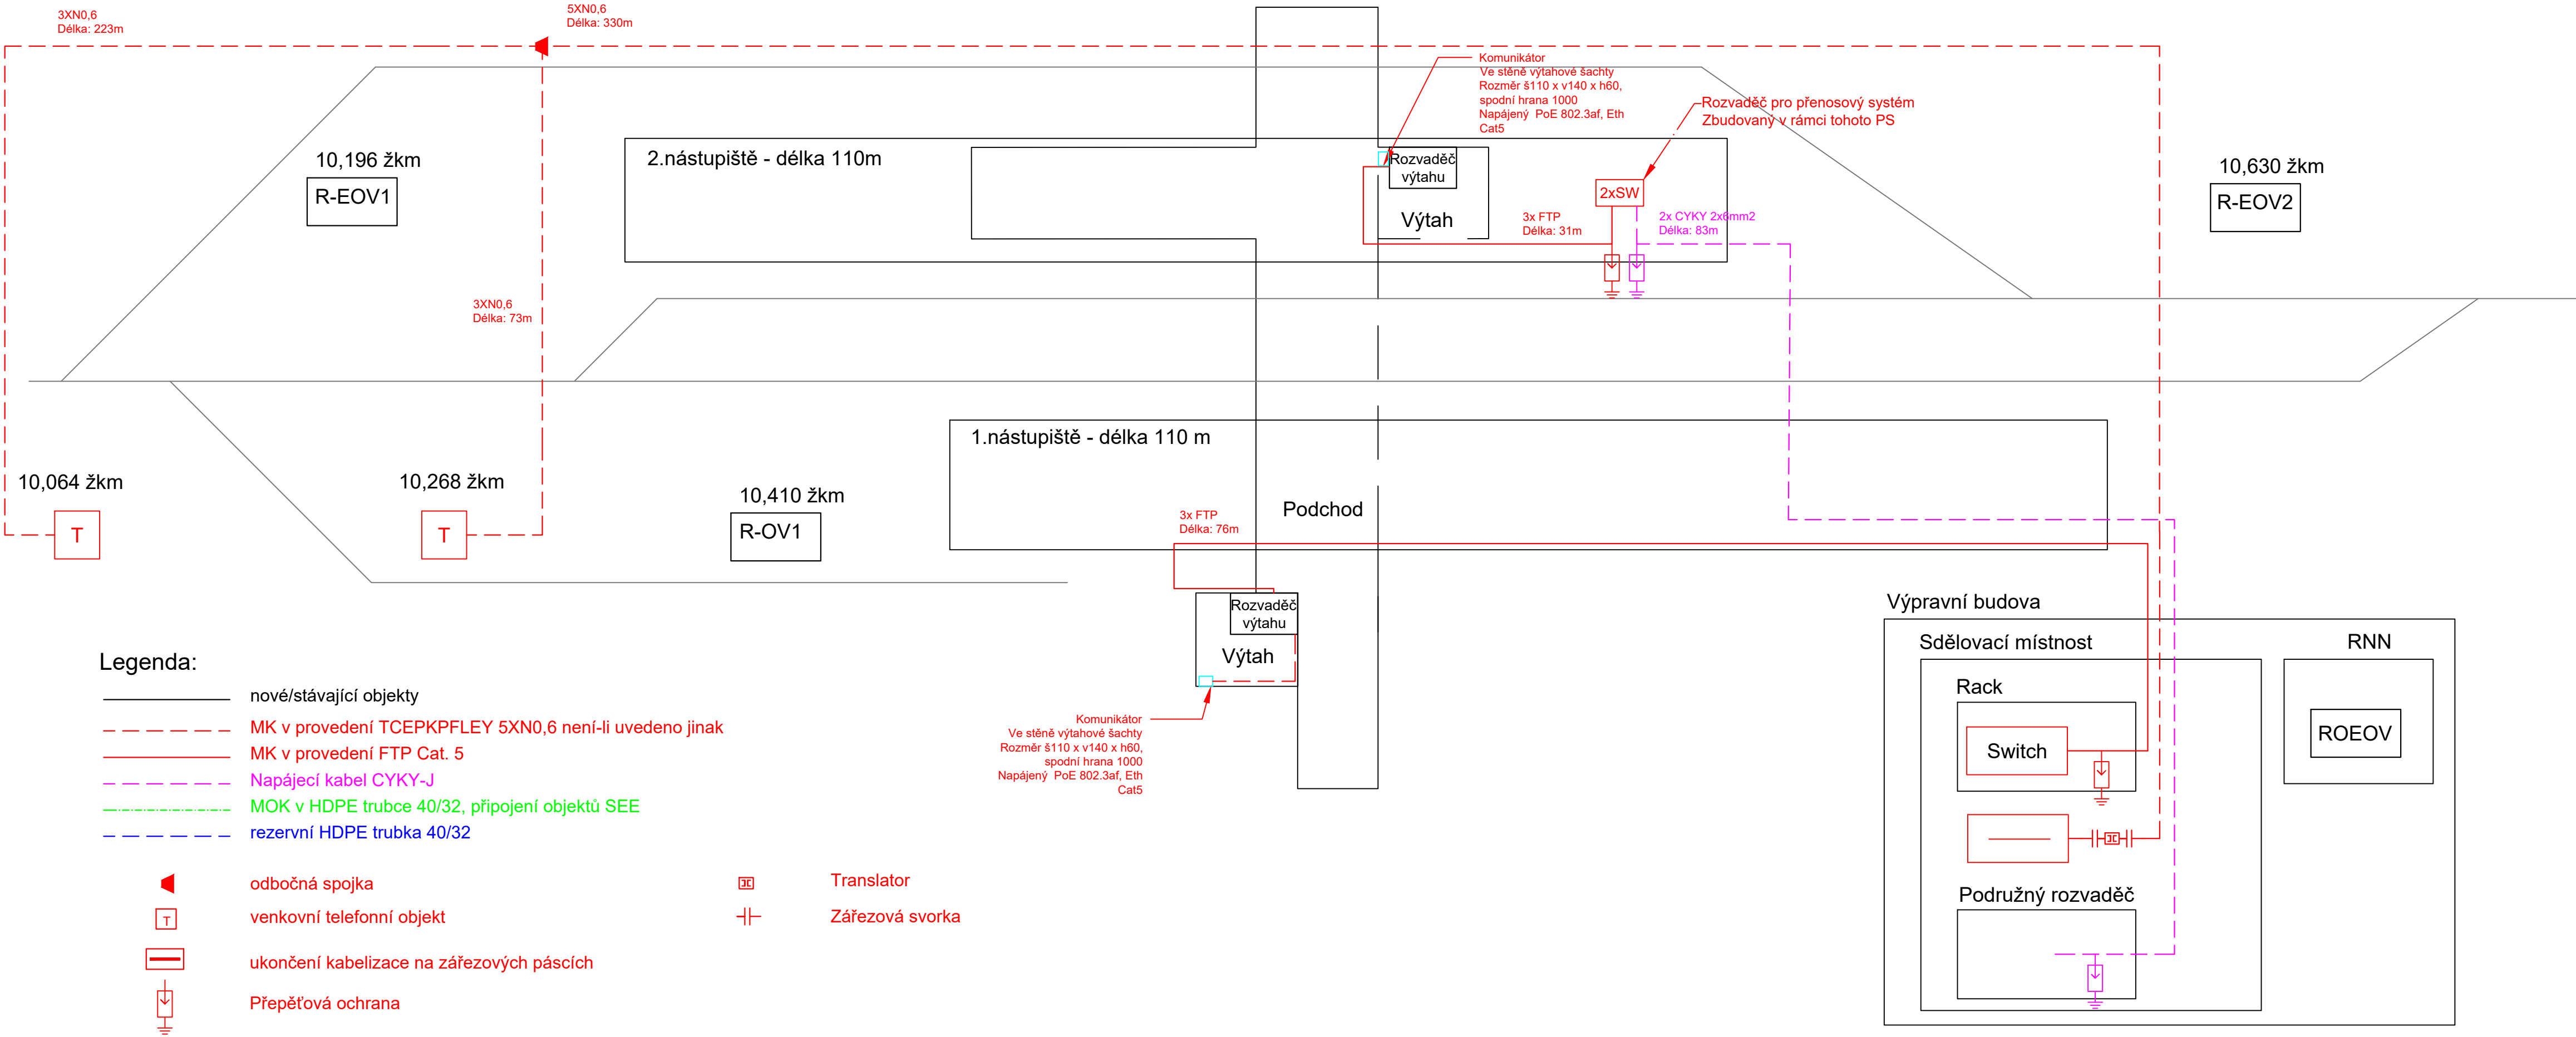 3XN0,6
Délka: 223m
5XN0,6
Délka: 330m
Komunikátor
Ve stěně výtahové šachty
Rozměr š110 x v140 x h60,
spodní hrana 1000
Napájený  PoE 802.3af, Eth
Cat5
Rozvaděč pro přenosový systém
Zbudovaný v rámci tohoto PS
10,196 žkm
R-EOV1
2.nástupiště - délka 110m
Rozvaděč
výtahu
Výtah
2xSW
3x FTP
Délka: 31m
2x CYKY 2x6mm2
Délka: 83m
10,630 žkm
R-EOV2
3XN0,6
Délka: 73m
1.nástupiště - délka 110 m
10,064 žkm
T
10,268 žkm
T
10,410 žkm
R-OV1
Podchod
3x FTP
Délka: 76m
Rozvaděč
výtahu
Výtah
Komunikátor
Ve stěně výtahové šachty
Rozměr š110 x v140 x h60,
spodní hrana 1000
Napájený  PoE 802.3af, Eth
Cat5
Výpravní budova
Sdělovací místnost
RNN
Rack
Switch
ROEOV
Podružný rozvaděč
Legenda:
nové/stávající objekty
MK v provedení TCEPKPFLEY 5XN0,6 není-li uvedeno jinak
MK v provedení FTP Cat. 5
Napájecí kabel CYKY-J
MOK v HDPE trubce 40/32, připojení objektů SEE
rezervní HDPE trubka 40/32
odbočná spojka
T
venkovní telefonní objekt
ukončení kabelizace na zářezových páscích
Přepěťová ochrana
Translator
Zářezová svorka